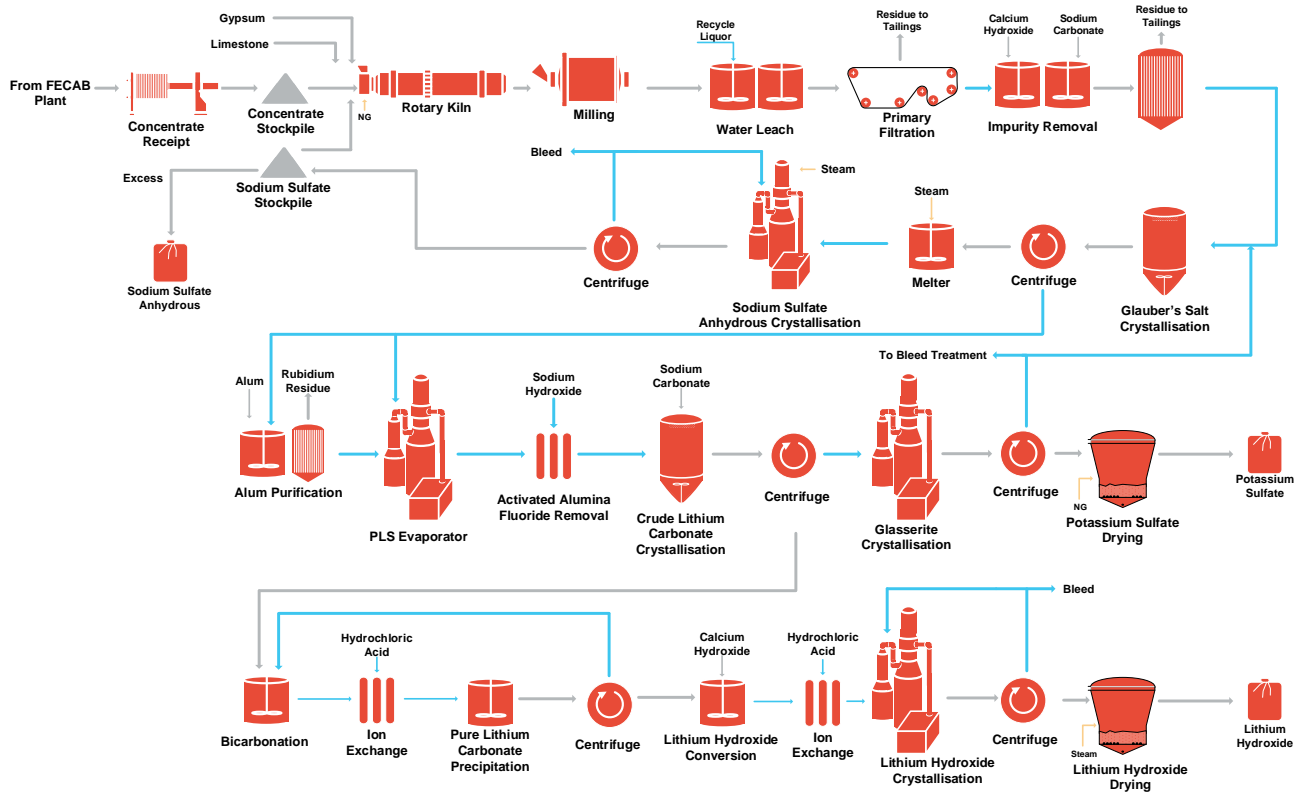 Gypsum
Limestone
From FECAB
Plant
Concentrate
Receipt
Concentrate
Stockpile
NG
Rotary Kiln
Milling
Recycle
Liquor
Water Leach
Residue to
Tailings
Primary
Filtration
Calcium
Hydroxide
Sodium
Carbonate
Impurity Removal
Residue to
Tailings
Excess
Sodium Sulfate
Stockpile
Sodium Sulfate
Anhydrous
Bleed
Centrifuge
Steam
Sodium Sulfate
Anhydrous Crystallisation
Steam
Melter
Centrifuge
Glauber's Salt
Crystallisation
Alum
Rubidium
Residue
Alum Purification
PLS Evaporator
Sodium
Hydroxide
Activated Alumina
Fluoride Removal
Sodium
Carbonate
Crude Lithium
Carbonate
Crystallisation
Centrifuge
To Bleed Treatment
Glasserite
Crystallisation
Centrifuge
NG
Potassium Sulfate
Drying
Potassium
Sulfate
Bicarbonation
Hydrochloric
Acid
Ion
Exchange
Pure Lithium
Carbonate
Precipitation
Centrifuge
Calcium
Hydroxide
Lithium Hydroxide
Conversion
Hydrochloric
Acid
Ion
Exchange
Lithium Hydroxide
Crystallisation
Bleed
Centrifuge
Steam
Lithium Hydroxide
Drying
Lithium
Hydroxide